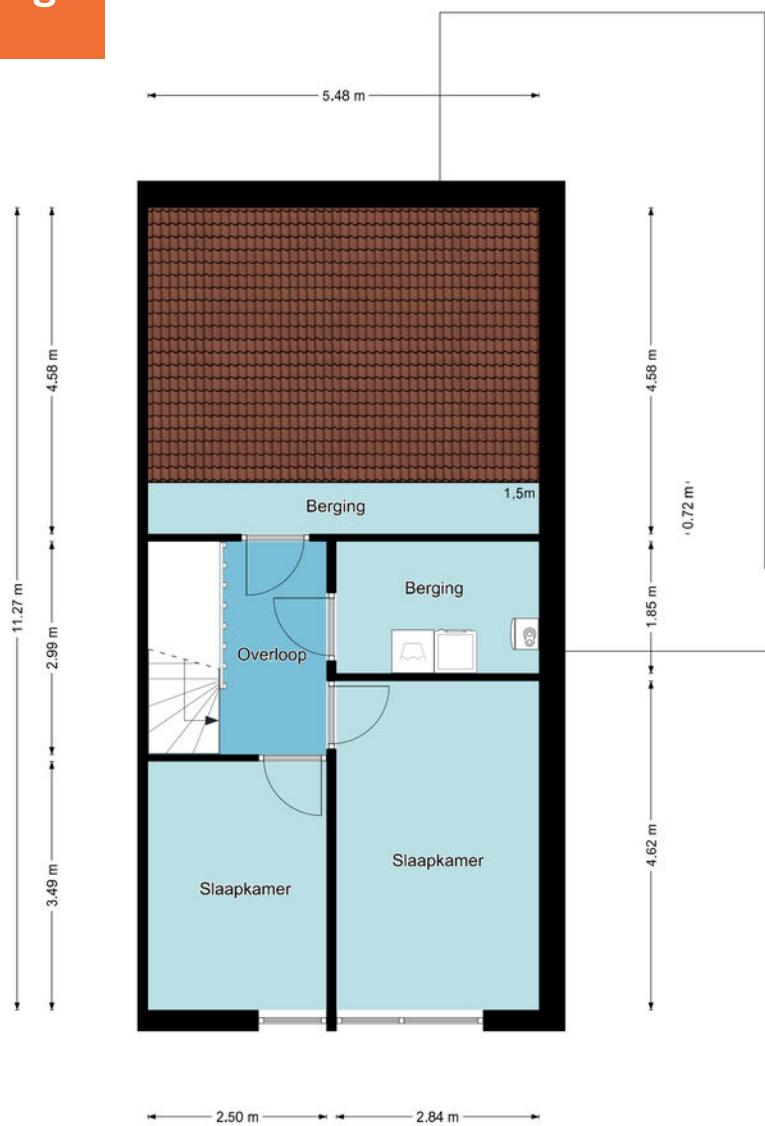 g
5.48 m
4.58 m
4.58 m
Berging
1,5m
0.72 m
11.27 m
2.99 m
Berging
1.85 m
Overloop
3.49 m
Slaapkamer
Slaapkamer
4.62 m
2.50 m
2.84 m